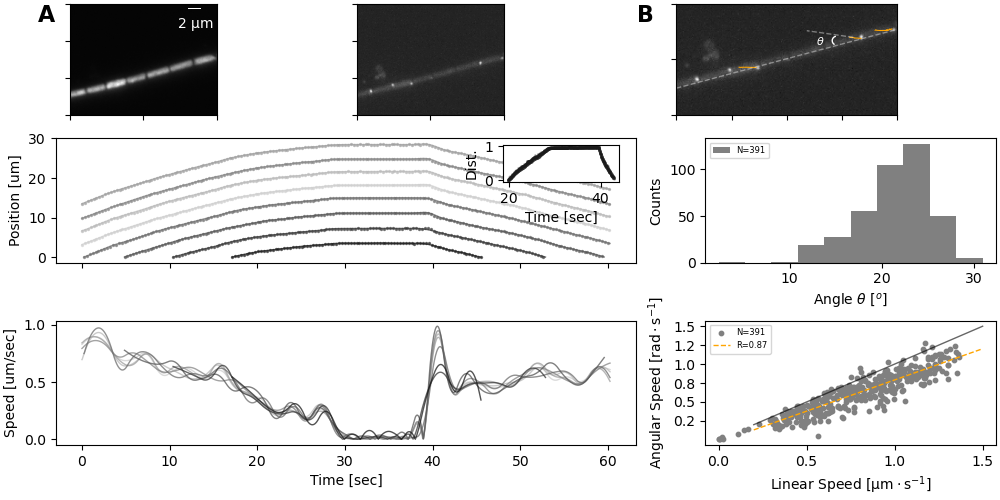 A
2 μm
B
θ
30
20
10
0
Position [um]
1
0
Dist.
20 40
Time [sec]
N=391
100
50
0
Counts
10 20 30
Angle θ [°]
1.0
0.5
0.0
Speed [um/sec]
0 10 20 30 40 50 60
Time [sec]
N=391
R=0.87
1.5
1.2
1.0
0.8
0.5
0.2
Angular Speed [rad · s⁻¹]
0.0 0.5 1.0 1.5
Linear Speed [μm · s⁻¹]